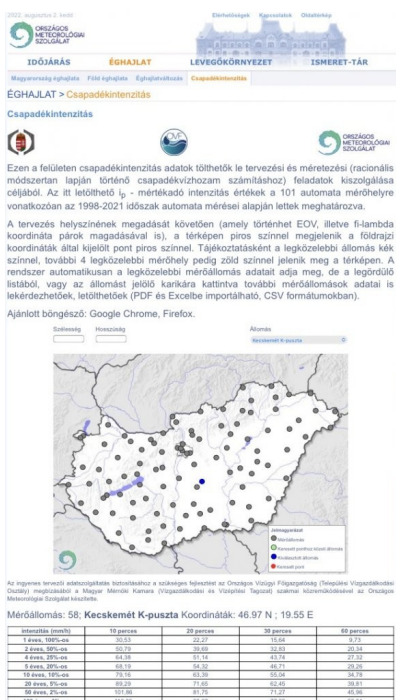 2022. augusztus 2. kedd
Elérhetőségek Kapcsolatok Oldaltérkép
ORSZÁGOS
METEOROLÓGIAI
SZOLGÁLAT
IDŐJÁRÁS ÉGHAJLAT LEVEGŐKÖRNYEZET ISMERET-TÁR
Magyarország éghajlata Föld éghajlata Éghajlatváltozás Csapadékintenzitás
ÉGHAJLAT > Csapadékintenzitás
Csapadékintenzitás
OVF
ORSZÁGOS
METEOROLÓGIAI
SZOLGÁLAT
Ezen a felületen csapadékintenzitás adatok tölthetők le tervezési és méretezési (racionális
módszertan lapján történő csapadékvízhozam számításhoz) feladatok kiszolgálása
céljából. Az itt letölthető ip - mértékadó intenzitás értékek a 101 automata mérőhelyre
vonatkozóan az 1998-2021 időszak automata mérései alapján lettek meghatározva.
A tervezés helyszínének megadását követően (amely történhet EOV, illetve fi-lambda
koordináta párok magadásával is), a térképen piros színnel megjelenik a földrajzi
koordináták által kijelölt pont piros színnel. Tájékoztatásként a legközelebbi állomás kék
színnel, további 4 legközelebbi mérőhely pedig zöld színnel jelenik meg a térképen. A
rendszer automatikusan a legközelebbi mérőállomás adatait adja meg, de a legördülő
listából, vagy az állomást jelölő karikára kattintva további mérőállomások adatai is
lekérdezhetőek, letölthetőek (PDF és Excelbe importálható, CSV formátumokban).
Ajánlott böngésző: Google Chrome, Firefox.
Szélesség Hosszúság Állomás
Kecskemét K-puszta
Jelmagyarázat
Mérőállomás
Keresett ponthoz közeli állomás
Kiválasztott állomás
Keresett pont
Az ingyenes tervezői adatszolgáltatás biztosításához a szükséges fejlesztést az Országos Vízügyi Főigazgatóság (Települési Vízgazdálkodási
Osztály) megbízásából a Magyar Mérnöki Kamara (Vízgazdálkodási és Vízépítési Tagozat) szakmai közreműködésével az Országos
Meteorológiai Szolgálat készítette.
Mérőállomás: 58; Kecskemét K-puszta Koordináták: 46.97 N ; 19.55 E
intenzitás (mm/h) 10 perces 20 perces 30 perces 60 perces
1 éves, 100%-os 30,53 22,27 15,64 9,73
2 éves, 50%-os 50,79 39,69 32,83 20,34
4 éves, 25%-os 64,38 51,14 43,74 27,32
5 éves, 20%-os 68,19 54,32 46,71 29,26
10 éves, 10%-os 79,16 63,39 55,04 34,78
20 éves, 5%-os 89,29 71,65 62,45 39,81
50 éves, 2%-os 101,86 81,75 71,27 45,96